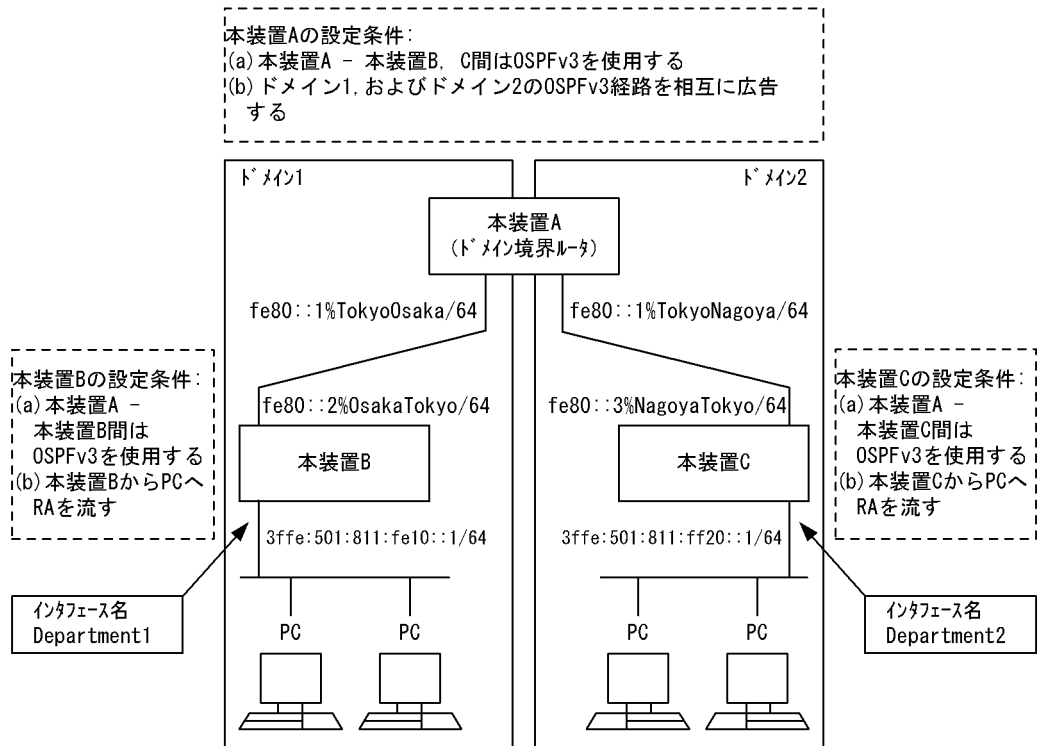 本装置Aの設定条件:
(a)本装置A － 本装置B, C間はOSPFv3を使用する
(b)ドメイン1,およびドメイン2のOSPFv3経路を相互に広告
する
ドメイン1
ドメイン2
本装置A
(ドメイン境界ルータ)
fe80::1%TokyoOsaka/64
fe80::1%TokyoNagoya/64
本装置Bの設定条件:
(a)本装置A －
本装置B間は
OSPFv3を使用する
(b)本装置BからPCへ
RAを流す
fe80::2%OsakaTokyo/64
fe80::3%NagoyaTokyo/64
本装置Cの設定条件:
(a)本装置A －
本装置C間は
OSPFv3を使用する
(b)本装置CからPCへ
RAを流す
本装置B
本装置C
3ffe:501:811:fe10::1/64
3ffe:501:811:ff20::1/64
インタフェース名
Department1
PC
PC
PC
PC
インタフェース名
Department2